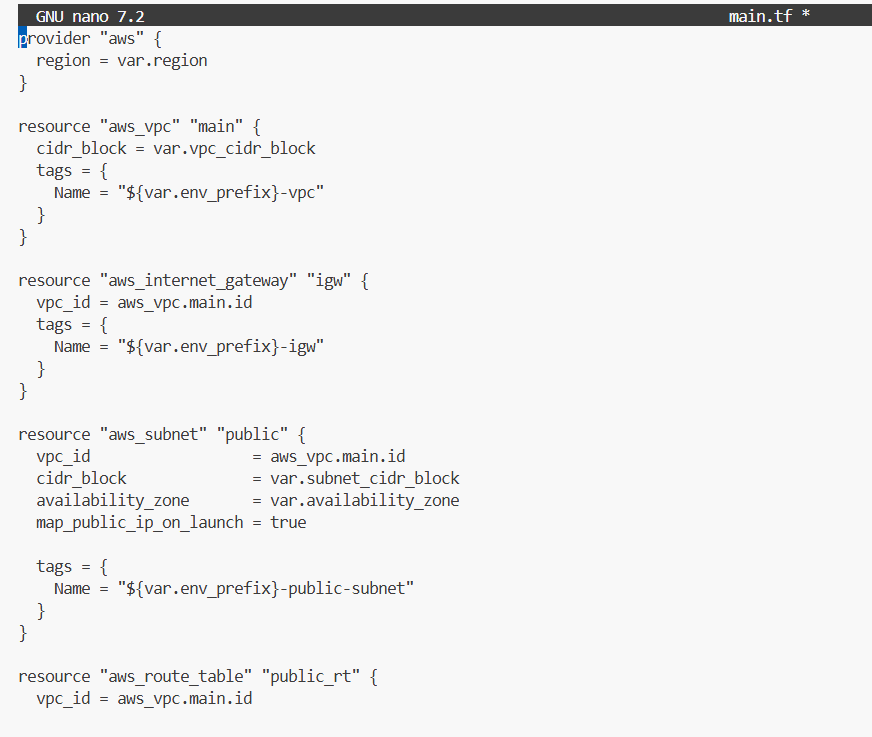 GNU nano 7.2 main.tf *
provider "aws" {
  region = var.region
}

resource "aws_vpc" "main" {
  cidr_block = var.vpc_cidr_block
  tags = {
    Name = "${var.env_prefix}-vpc"
  }
}

resource "aws_internet_gateway" "igw" {
  vpc_id = aws_vpc.main.id
  tags = {
    Name = "${var.env_prefix}-igw"
  }
}

resource "aws_subnet" "public" {
  vpc_id                  = aws_vpc.main.id
  cidr_block              = var.subnet_cidr_block
  availability_zone       = var.availability_zone
  map_public_ip_on_launch = true

  tags = {
    Name = "${var.env_prefix}-public-subnet"
  }
}

resource "aws_route_table" "public_rt" {
  vpc_id = aws_vpc.main.id